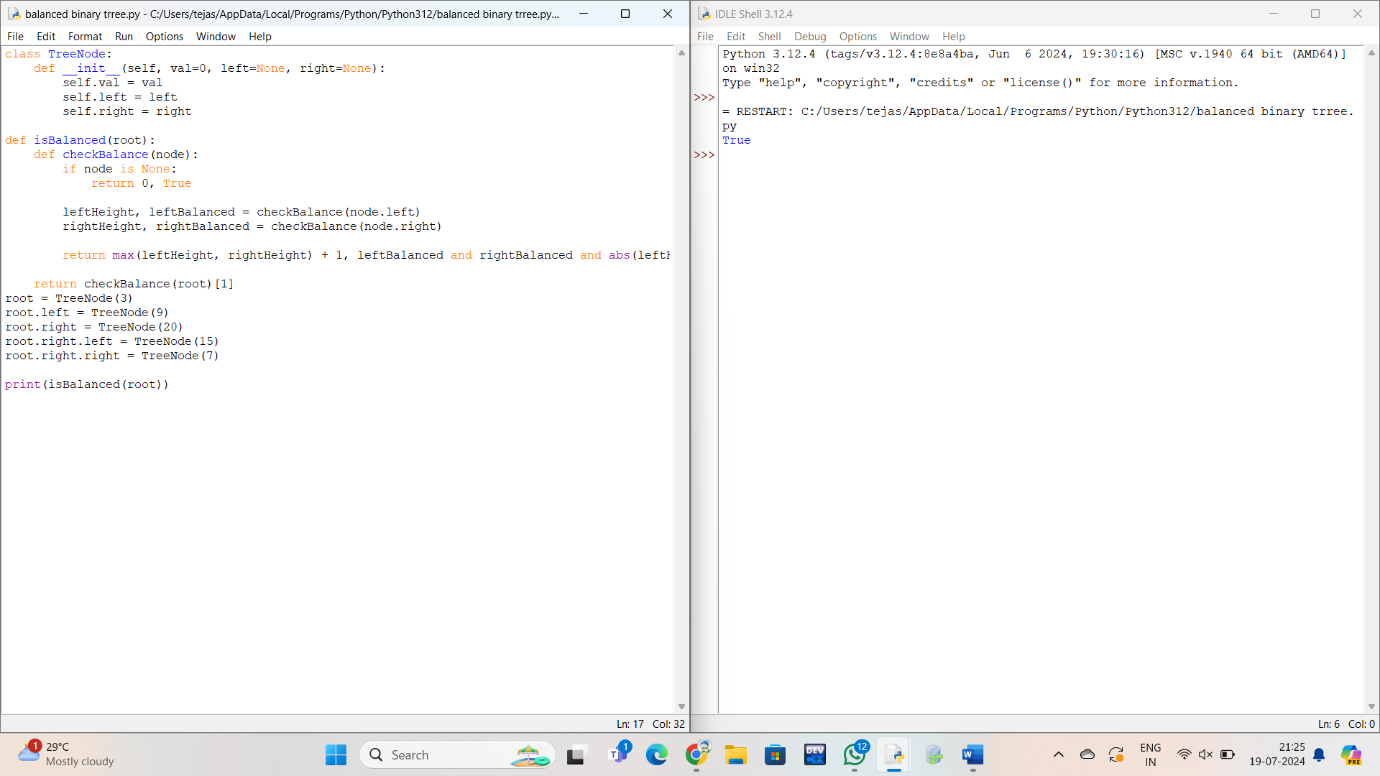 balanced binary trree.py - C:/Users/tejas/AppData/Local/Programs/Python/Python312/balanced binary trree.py...
File Edit Format Run Options Window Help
class TreeNode:
    def __init__(self, val=0, left=None, right=None):
        self.val = val
        self.left = left
        self.right = right
def isBalanced(root):
    def checkBalance(node):
        if node is None:
            return 0, True
        leftHeight, leftBalanced = checkBalance(node.left)
        rightHeight, rightBalanced = checkBalance(node.right)
        return max(leftHeight, rightHeight) + 1, leftBalanced and rightBalanced and abs(left
    return checkBalance(root)[1]
root = TreeNode(3)
root.left = TreeNode(9)
root.right = TreeNode(20)
root.right.left = TreeNode(15)
root.right.right = TreeNode(7)
print(isBalanced(root))
Ln: 17 Col: 32
IDLE Shell 3.12.4
File Edit Shell Debug Options Window Help
Python 3.12.4 (tags/v3.12.4:8e8a4ba, Jun  6 2024, 19:30:16) [MSC v.1940 64 bit (AMD64)]
on win32
Type "help", "copyright", "credits" or "license()" for more information.
>>>
= RESTART: C:/Users/tejas/AppData/Local/Programs/Python/Python312/balanced binary trree.
py
True
>>>
Ln: 6 Col: 0
1
29°C
Mostly cloudy
Search
1
DEV
12
W
ENG
IN
21:25
19-07-2024
PRE